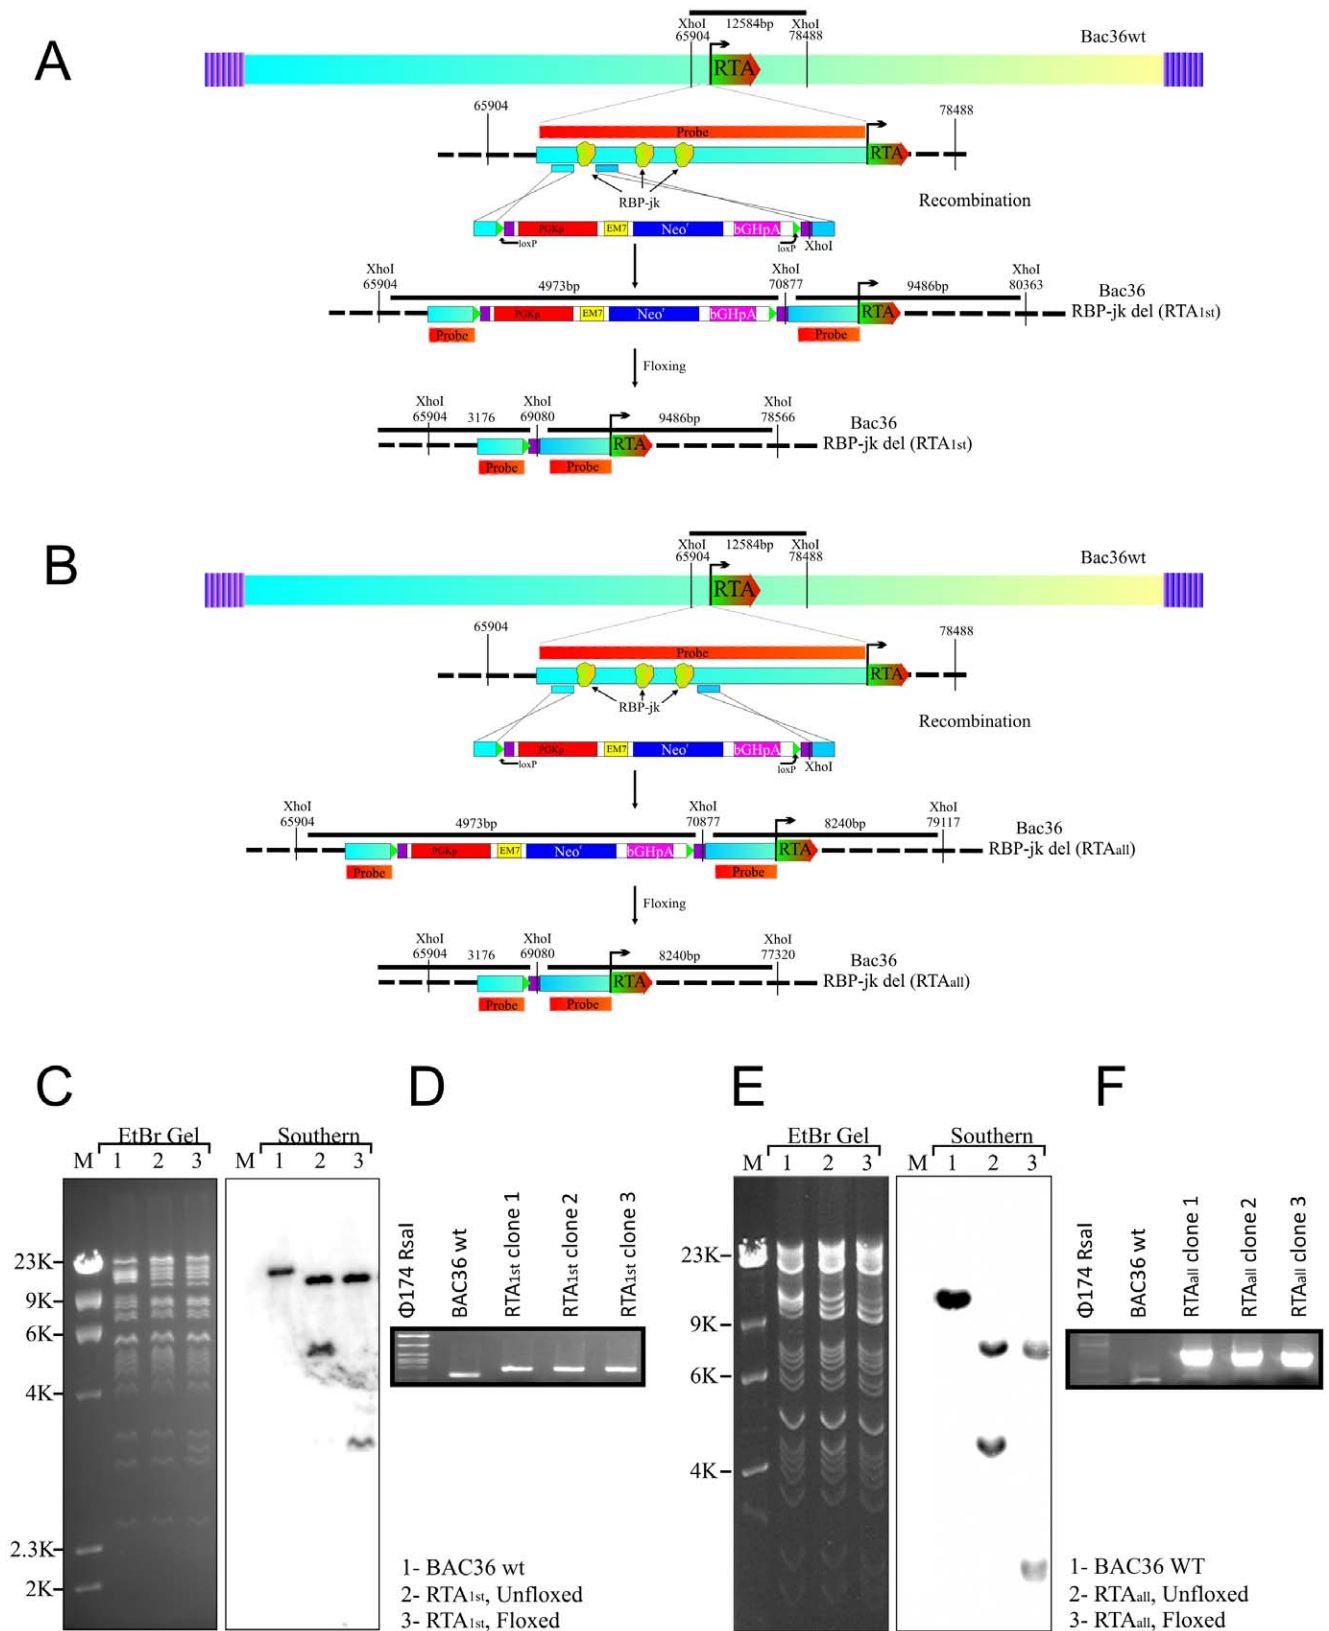 A
12584bp
XhoI XhoI
65904 78488
Bac36wt
RTA
65904
78488
Probe
RTA
RBP-jk
Recombination
PGKp EM7 Neoʳ bGHpA
loxP loxP XhoI
XhoI XhoI XhoI
65904 4973bp 70877 9486bp 80363
Bac36
RBP-jk del (RTA1st)
PGKp EM7 Neoʳ bGHpA RTA
Probe Probe
Floxing
XhoI XhoI XhoI
65904 3176 69080 9486bp 78566
Bac36
RBP-jk del (RTA1st)
RTA
Probe Probe
B
12584bp
XhoI XhoI
65904 78488
Bac36wt
RTA
65904
78488
Probe
RTA
RBP-jk
Recombination
PGKp EM7 Neoʳ bGHpA
loxP loxP XhoI
XhoI XhoI XhoI
65904 4973bp 70877 8240bp 79117
Bac36
RBP-jk del (RTAall)
PGKp EM7 Neoʳ bGHpA RTA
Probe Probe
Floxing
XhoI XhoI XhoI
65904 3176 69080 8240bp 77320
Bac36
RBP-jk del (RTAall)
RTA
Probe Probe
C
EtBr Gel Southern
M 1 2 3 M 1 2 3
23K
9K
6K
4K
2.3K
2K
D
Φ174 RsaI
BAC36 wt
RTA1st clone 1
RTA1st clone 2
RTA1st clone 3
1- BAC36 wt
2- RTA1st, Unfloxed
3- RTA1st, Floxed
E
EtBr Gel Southern
M 1 2 3 M 1 2 3
23K
9K
6K
4K
F
Φ174 RsaI
BAC36 wt
RTAall clone 1
RTAall clone 2
RTAall clone 3
1- BAC36 WT
2- RTAall, Unfloxed
3- RTAall, Floxed